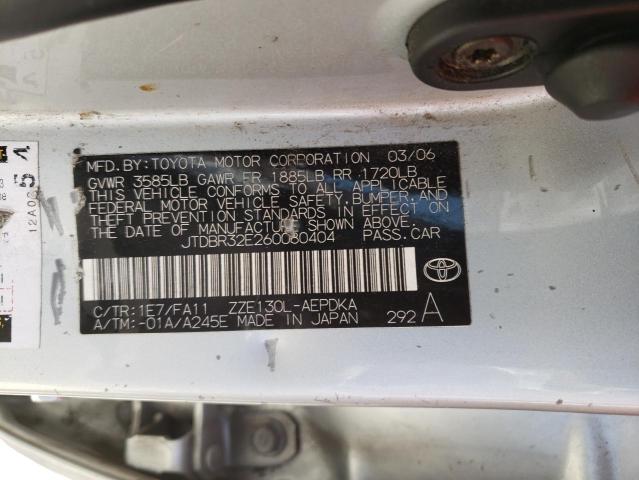 MFD.BY:TOYOTA MOTOR CORPORATION 03/06
GVWR 3585LB GAWR FR 1885LB RR 1720LB
THIS VEHICLE CONFORMS TO ALL APPLICABLE
FEDERAL MOTOR VEHICLE SAFETY,BUMPER,AND
THEFT PREVENTION STANDARDS IN EFFECT ON
THE DATE OF MANUFACTURE SHOWN ABOVE.
JTDBR32E260080404 PASS.CAR
TOYOTA
C/TR:1E7/FA11 ZZE130L-AEPDKA
A/TM:-01A/A245E MADE IN JAPAN 292 A